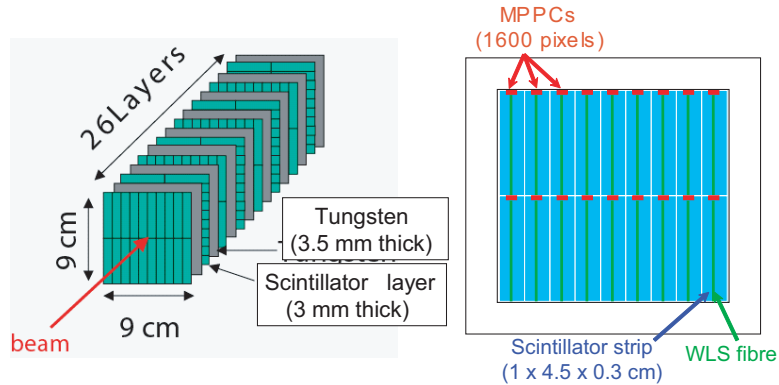 26Layers
9 cm
9 cm
beam
Tungsten
(3.5 mm thick)
Scintillator layer
(3 mm thick)
MPPCs
(1600 pixels)
Scintillator strip
(1 x 4.5 x 0.3 cm)
WLS fibre